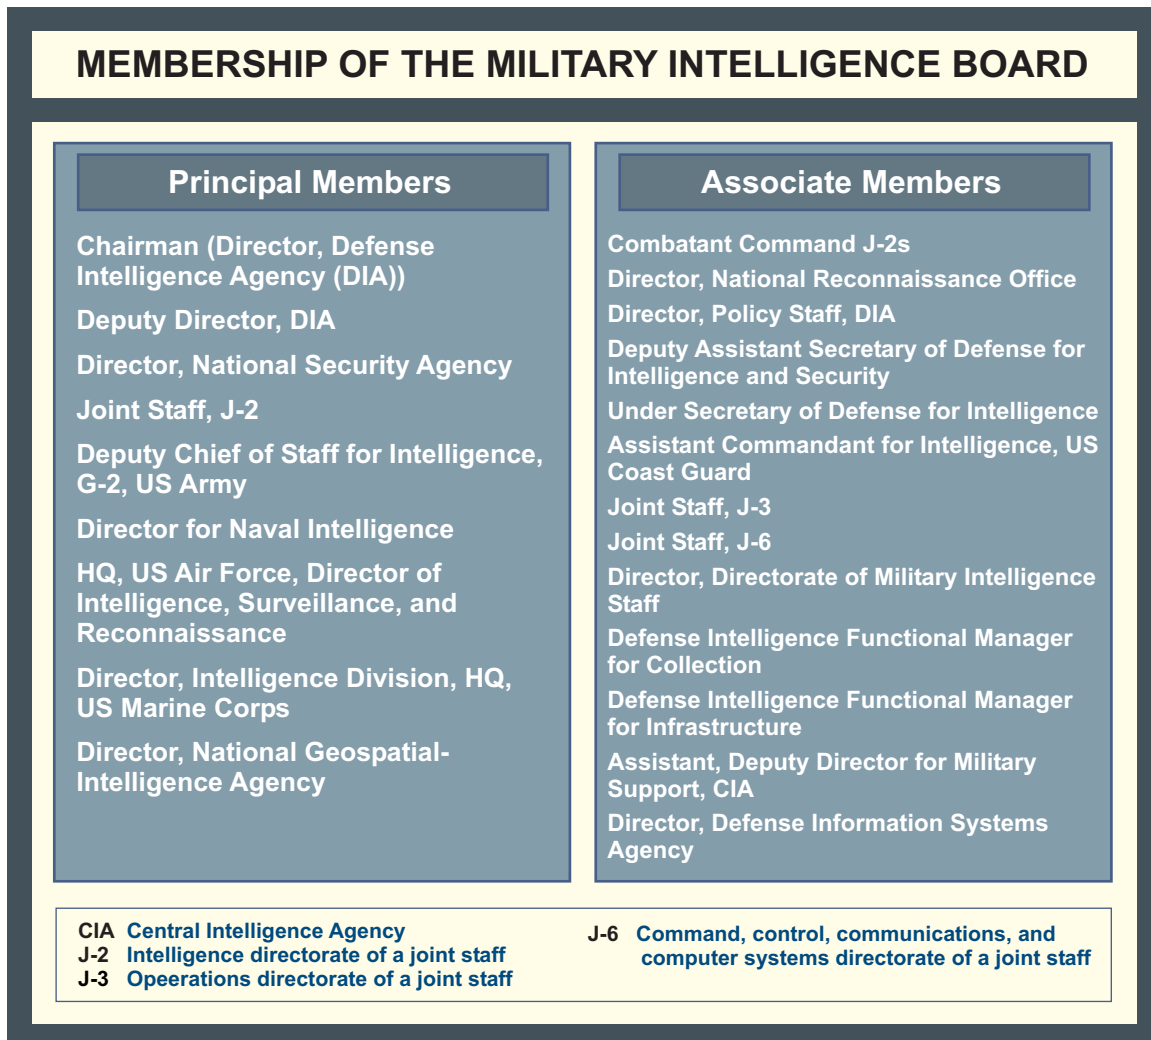 MEMBERSHIP OF THE MILITARY INTELLIGENCE BOARD
Principal Members
Chairman (Director, Defense
Intelligence Agency (DIA))
Deputy Director, DIA
Director, National Security Agency
Joint Staff, J-2
Deputy Chief of Staff for Intelligence,
G-2, US Army
Director for Naval Intelligence
HQ, US Air Force, Director of
Intelligence, Surveillance, and
Reconnaissance
Director, Intelligence Division, HQ,
US Marine Corps
Director, National Geospatial-
Intelligence Agency
Associate Members
Combatant Command J-2s
Director, National Reconnaissance Office
Director, Policy Staff, DIA
Deputy Assistant Secretary of Defense for
Intelligence and Security
Under Secretary of Defense for Intelligence
Assistant Commandant for Intelligence, US
Coast Guard
Joint Staff, J-3
Joint Staff, J-6
Director, Directorate of Military Intelligence
Staff
Defense Intelligence Functional Manager
for Collection
Defense Intelligence Functional Manager
for Infrastructure
Assistant, Deputy Director for Military
Support, CIA
Director, Defense Information Systems
Agency
CIA Central Intelligence Agency
J-2 Intelligence directorate of a joint staff
J-3 Opeerations directorate of a joint staff
J-6 Command, control, communications, and
computer systems directorate of a joint staff